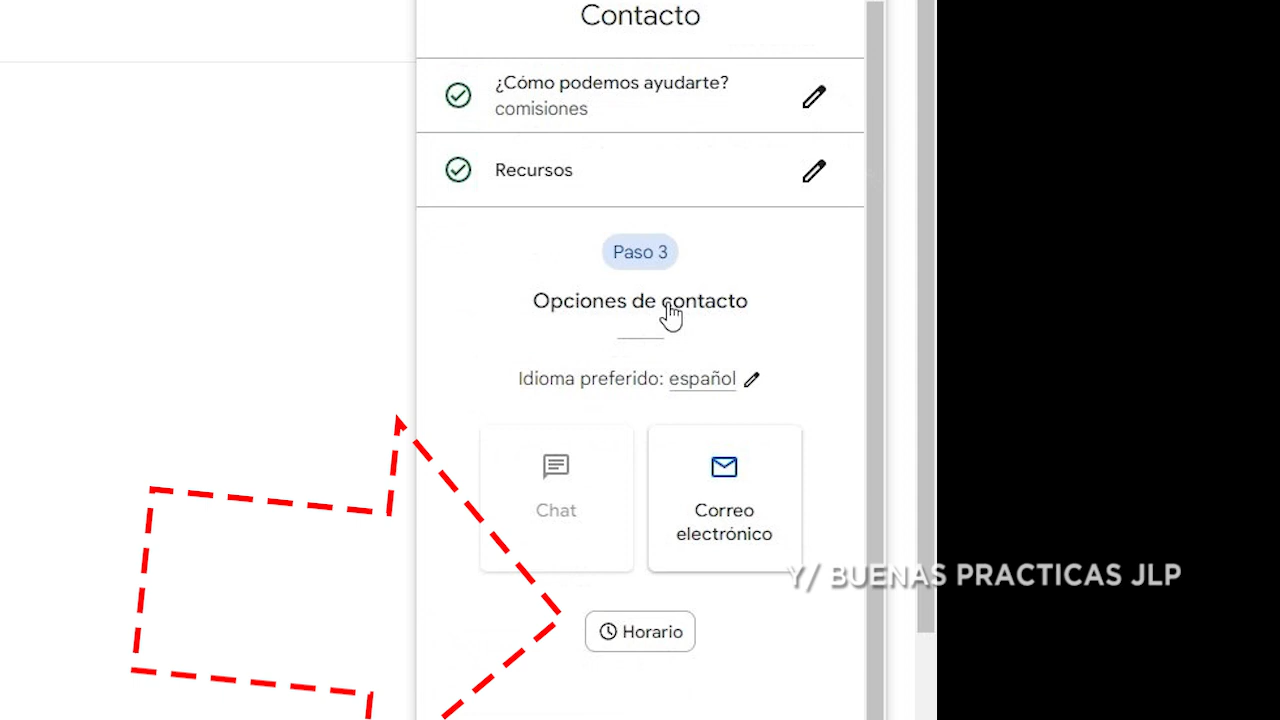 Contacto
¿Cómo podemos ayudarte?
comisiones
Recursos
Paso 3
Opciones de contacto
Idioma preferido: español
Chat
Correo
electrónico
Y/ BUENAS PRACTICAS JLP
Horario